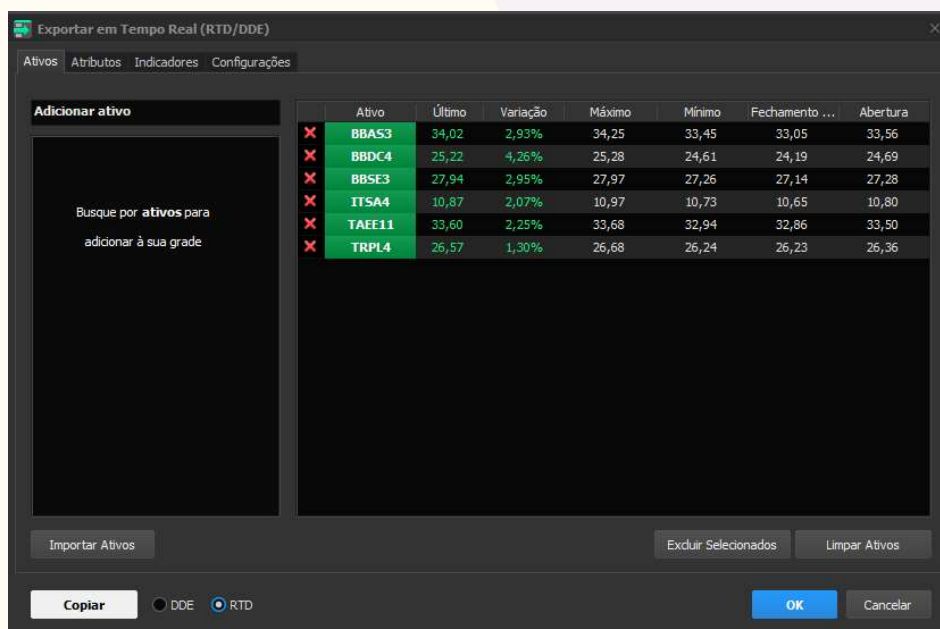 Exportar em Tempo Real (RTD/DDE)
Ativos Atributos Indicadores Configurações
Adicionar ativo
Busque por ativos para
adicionar à sua grade
Ativo Último Variação Máximo Mínimo Fechamento ... Abertura
BBAS3 34,02 2,93% 34,25 33,45 33,05 33,56
BBDC4 25,22 4,26% 25,28 24,61 24,19 24,69
BBSE3 27,94 2,95% 27,97 27,26 27,14 27,28
ITSA4 10,87 2,07% 10,97 10,73 10,65 10,80
TAEE11 33,60 2,25% 33,68 32,94 32,86 33,50
TRPL4 26,57 1,30% 26,68 26,24 26,23 26,36
Importar Ativos Excluir Selecionados Limpar Ativos
Copiar DDE RTD OK Cancelar